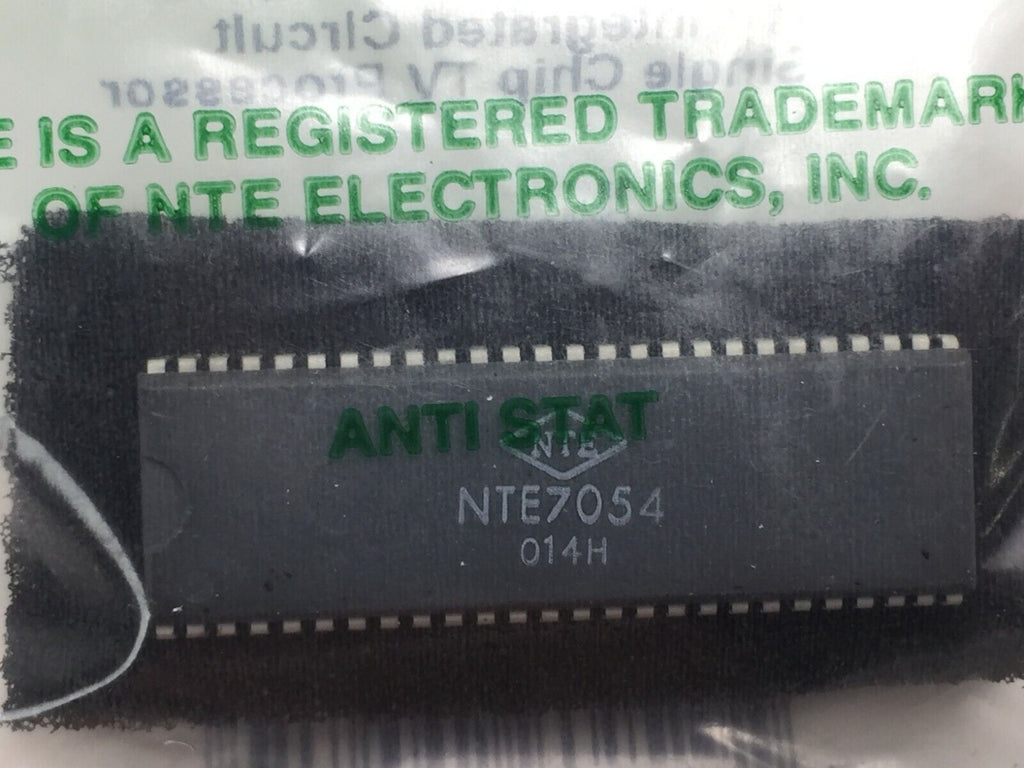 Integrated Circuit
Single Chip TV Processor
E IS A REGISTERED TRADEMARK
OF NTE ELECTRONICS, INC.
ANTI STAT
NTE
NTE7054
014H